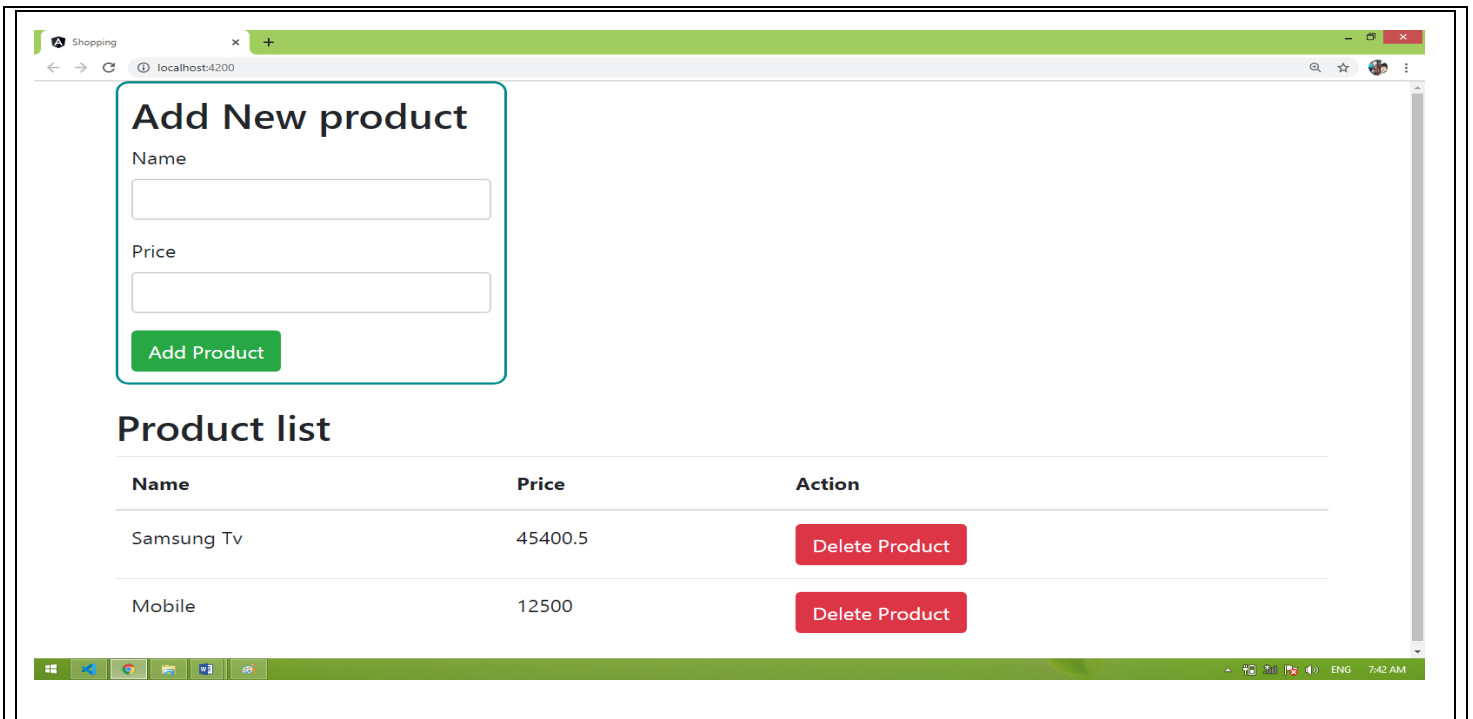 Shopping
localhost:4200
Add New product
Name
Price
Add Product
Product list
Name Price Action
Samsung Tv 45400.5 Delete Product
Mobile 12500 Delete Product
ENG 7:42 AM